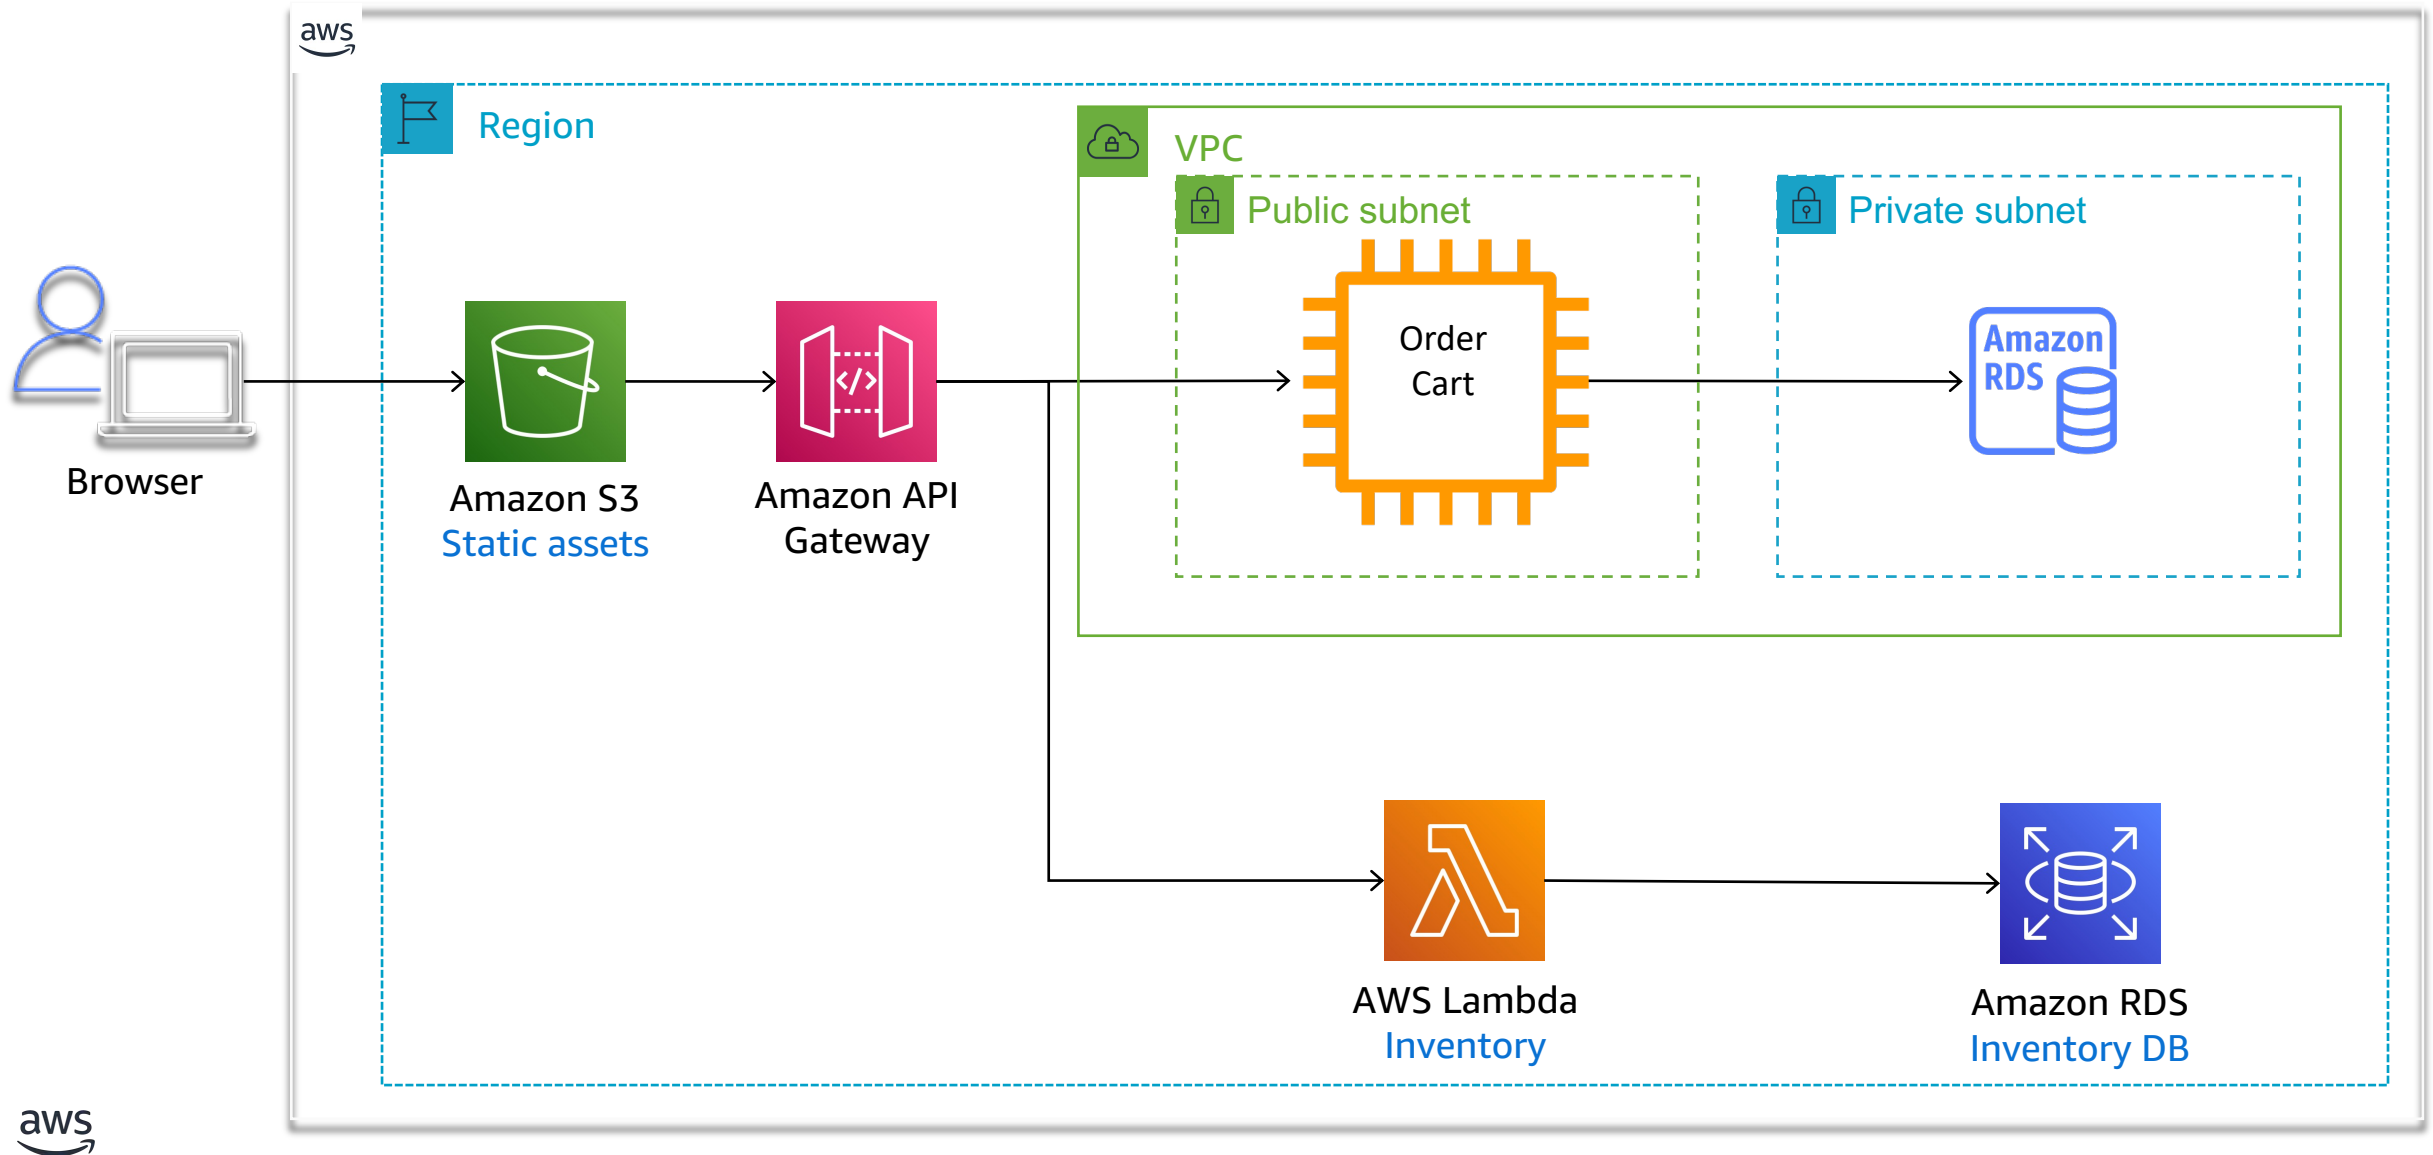 aws
Region
VPC
Public subnet
Private subnet
Order
Cart
Amazon
RDS
Browser
Amazon S3
Static assets
Amazon API
Gateway
</>
AWS Lambda
Inventory
Amazon RDS
Inventory DB
aws